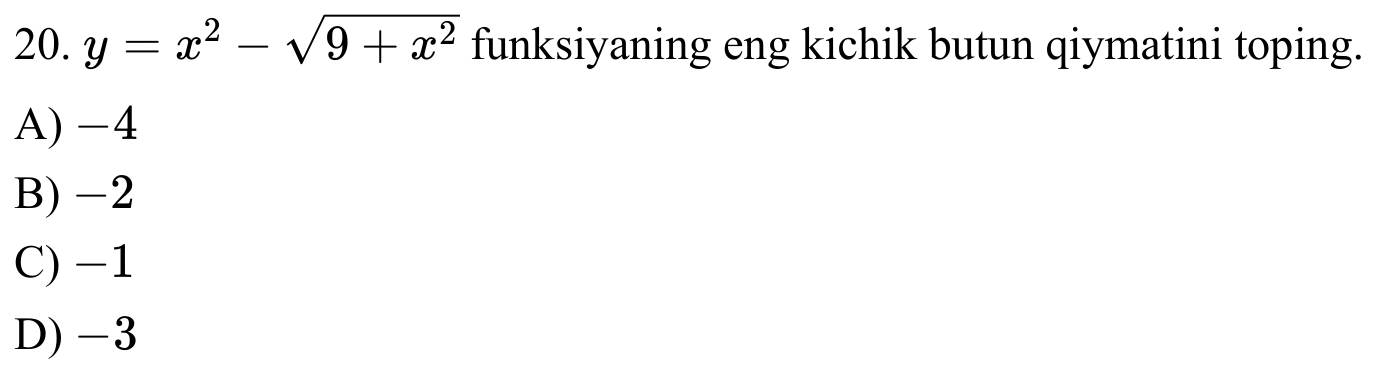 20. y = x² − √(9 + x²) funksiyaning eng kichik butun qiymatini toping.
A) −4
B) −2
C) −1
D) −3